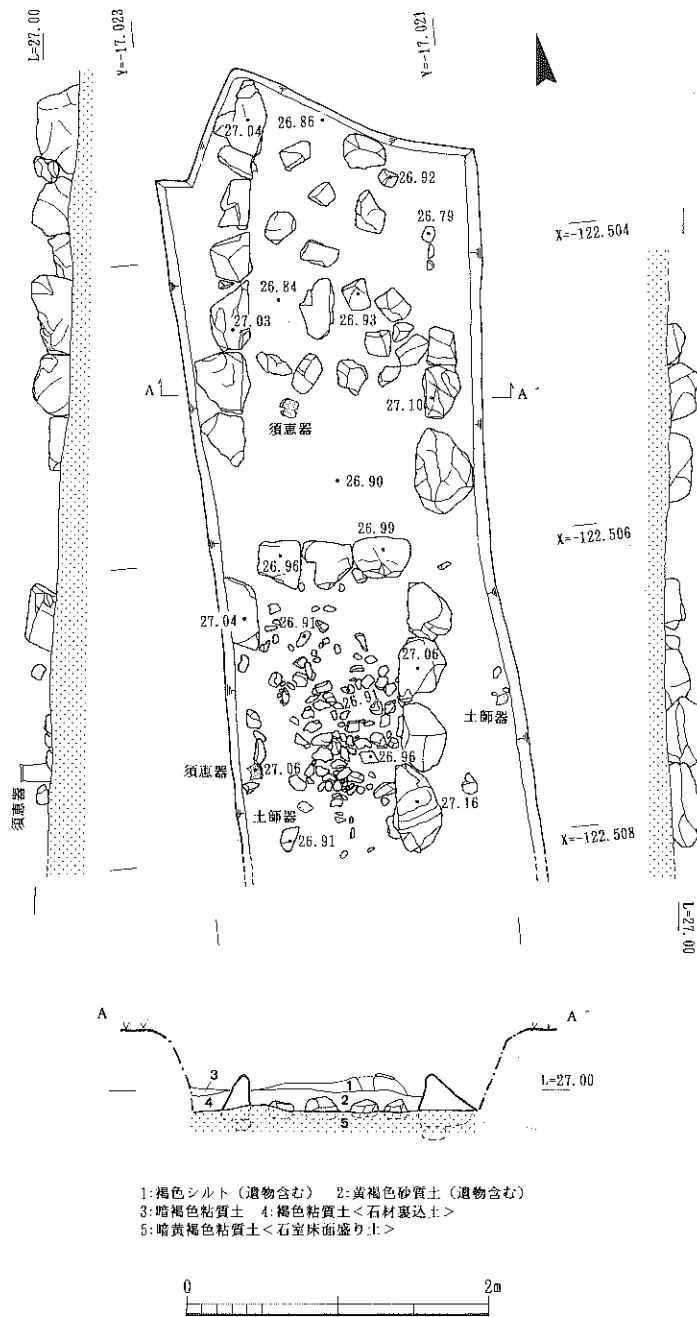 L=27.00
Y=-17.023
Y=-17.021
27.04
26.86
26.92
26.79
X=-122.504
26.84
27.03
26.93
A
A´
27.10
須恵器
26.90
X=-122.506
26.99
26.96
27.04
26.91
27.06
26.91
土師器
須恵器
27.06
26.96
須恵器
土師器
27.16
26.91
X=-122.508
L=27.00
A
A´
3
1
L=27.00
4
2
5
1:褐色シルト（遺物含む） 2:黄褐色砂質土（遺物含む）
3:暗褐色粘質土 4:褐色粘質土<石材裏込土>
5:暗黄褐色粘質土<石室床面盛り土>
0
2m